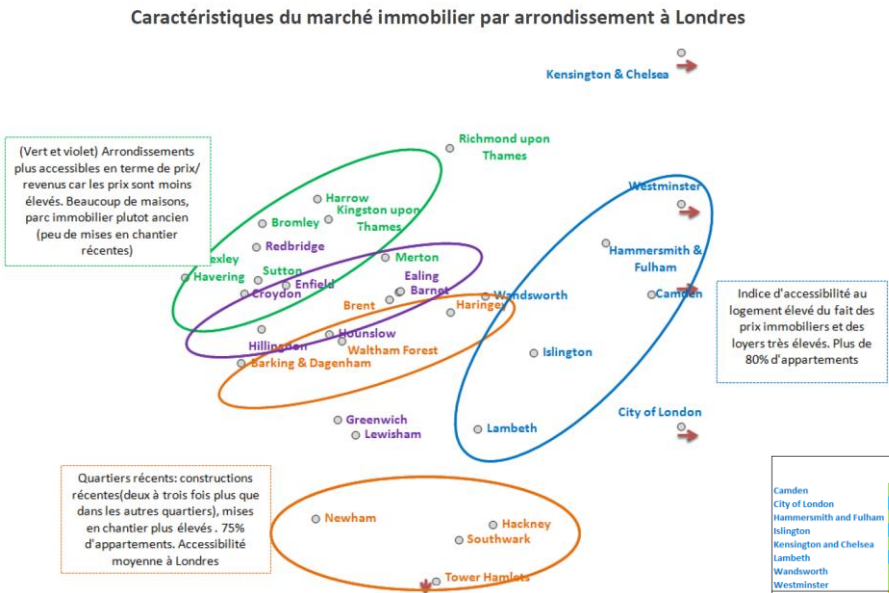 Caractéristiques du marché immobilier par arrondissement à Londres
Kensington & Chelsea
(Vert et violet) Arrondissements
plus accessibles en terme de prix/
revenus car les prix sont moins
élevés. Beaucoup de maisons,
parc immobilier plutot ancien
(peu de mises en chantier
récentes)
Richmond upon
Thames
Westminster
Harrow
Kingston upon
Thames
Bromley
Redbridge
Hammersmith &
Fulham
exley
Merton
Havering
Sutton
Enfield
Ealing
Barnet
Croydon
Brent
Haringey
Wandsworth
Camden
Indice d'accessibilité au
logement élevé du fait des
prix immobiliers et des
loyers très élevés. Plus de
80% d'appartements
Hillingdon
Hounslow
Waltham Forest
Islington
Barking & Dagenham
Greenwich
Lewisham
Lambeth
City of London
Quartiers récents: constructions
récentes(deux à trois fois plus que
dans les autres quartiers), mises
en chantier plus élevés . 75%
d'appartements. Accessibilité
moyenne à Londres
Newham
Hackney
Southwark
Tower Hamlets
Camden
City of London
Hammersmith and Fulham
Islington
Kensington and Chelsea
Lambeth
Wandsworth
Westminster